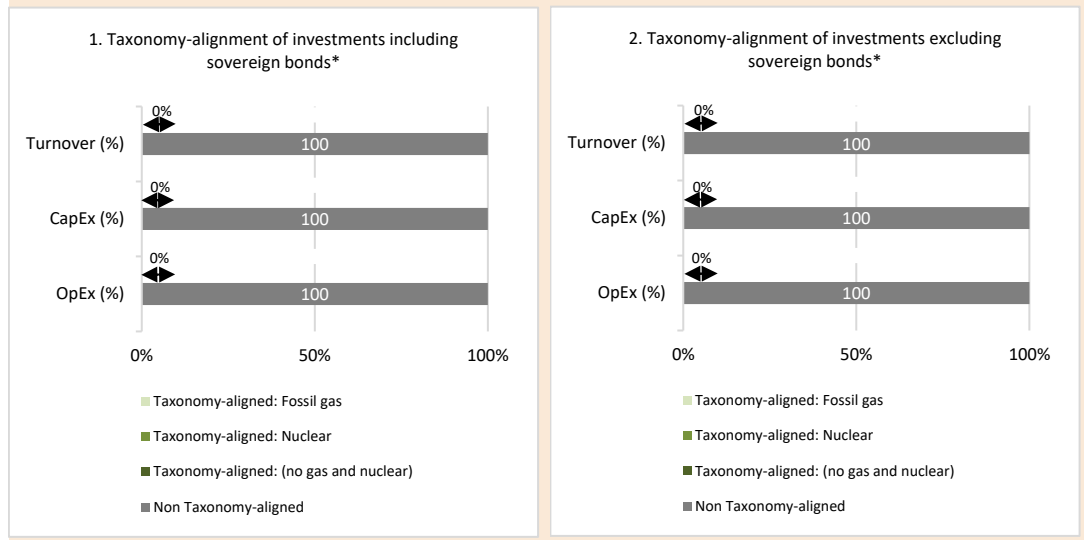 1. Taxonomy-alignment of investments including
sovereign bonds*
0%
Turnover (%)
100
0%
CapEx (%)
100
0%
OpEx (%)
100
0%
50%
100%
Taxonomy-aligned: Fossil gas
Taxonomy-aligned: Nuclear
Taxonomy-aligned: (no gas and nuclear)
Non Taxonomy-aligned
2. Taxonomy-alignment of investments excluding
sovereign bonds*
0%
Turnover (%)
100
0%
CapEx (%)
100
0%
OpEx (%)
100
0%
50%
100%
Taxonomy-aligned: Fossil gas
Taxonomy-aligned: Nuclear
Taxonomy-aligned: (no gas and nuclear)
Non Taxonomy-aligned